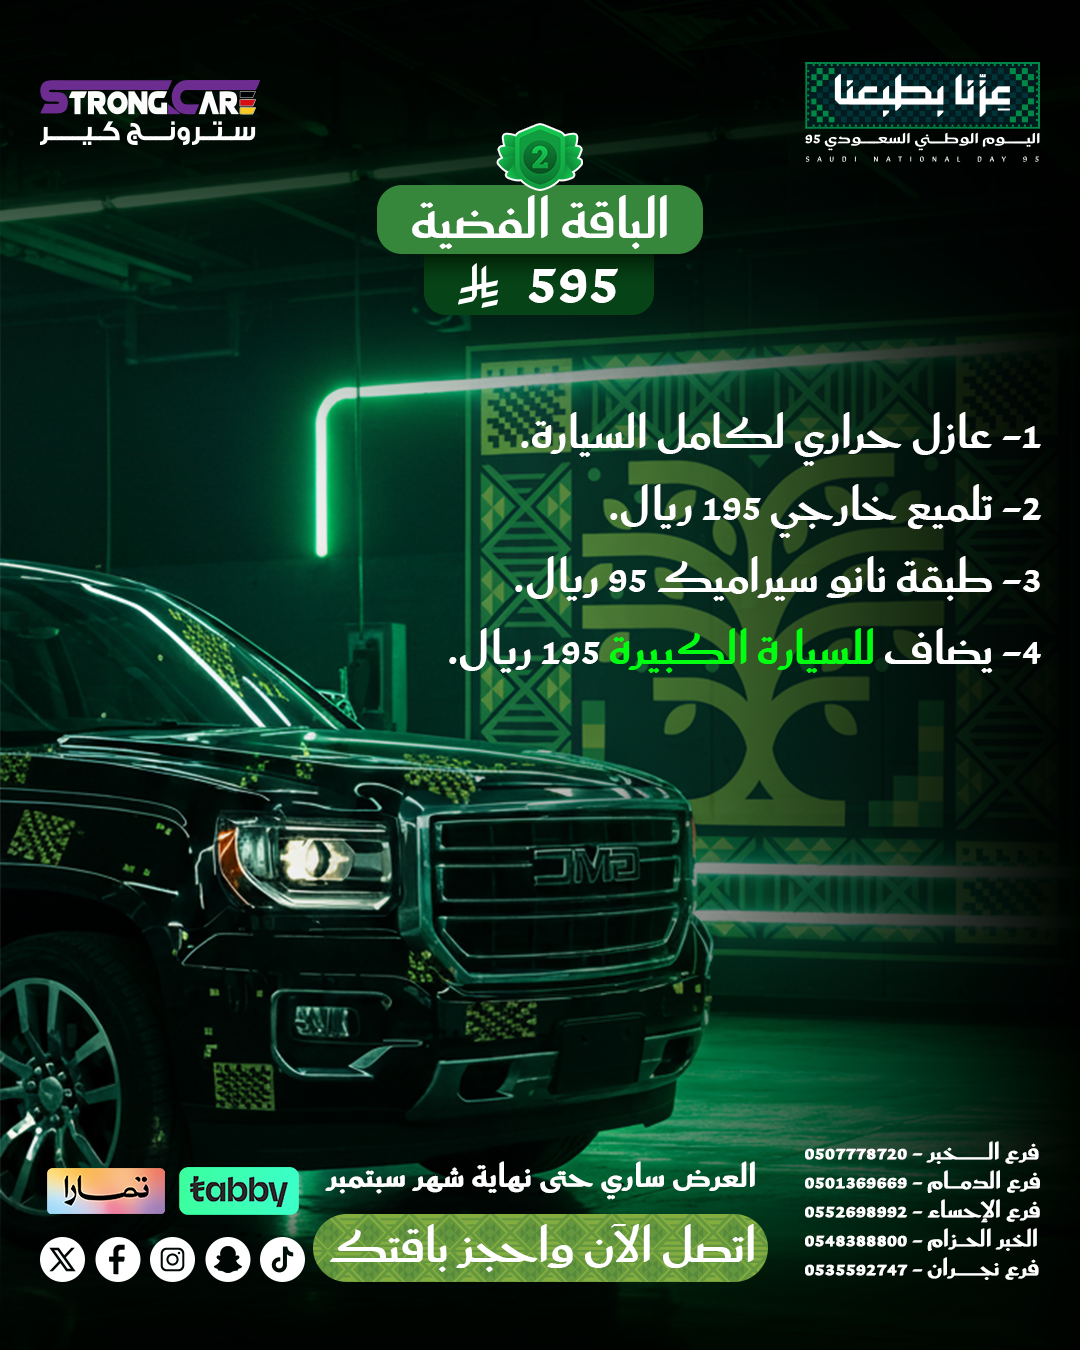 STRONG CARE
سترونج كير
عزّنا بطبعنا
اليوم الوطني السعودي 95
SAUDI NATIONAL DAY 95
2
الباقة الفضية
595
1- عازل حراري لكامل السيارة.
2- تلميع خارجي 195 ريال.
3- طبقة نانو سيراميك 95 ريال.
4- يضاف للسيارة الكبيرة 195 ريال.
GMC
العرض ساري حتى نهاية شهر سبتمبر
اتصل الآن واحجز باقتك
تمارا
tabby
فرع الخبر - 0507778720
فرع الدمام - 0501369669
فرع الإحساء - 0552698992
الخبر الحزام - 0548388800
فرع نجران - 0535592747